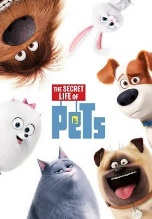 THE SECRET LIFE OF
PETS